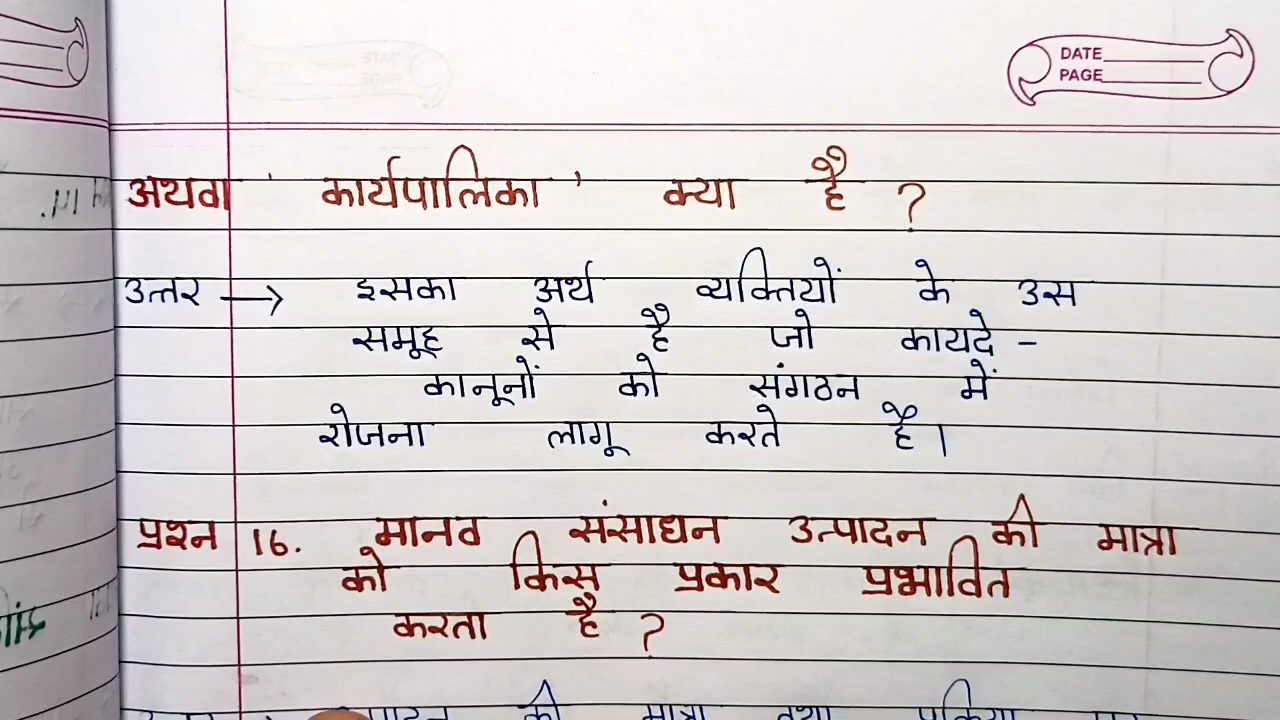 DATE
PAGE
अथवा ' कार्यपालिका ' क्या है ?
उत्तर → इसका अर्थ व्यक्तियों के उस
समूह से है जो कायदे -
कानूनों को संगठन में
रोजना लागू करते है ।
प्रश्न 16. मानव संसाधन उत्पादन की मात्रा
को किस प्रकार प्रभावित
करता है ?
की मात्रा तथा